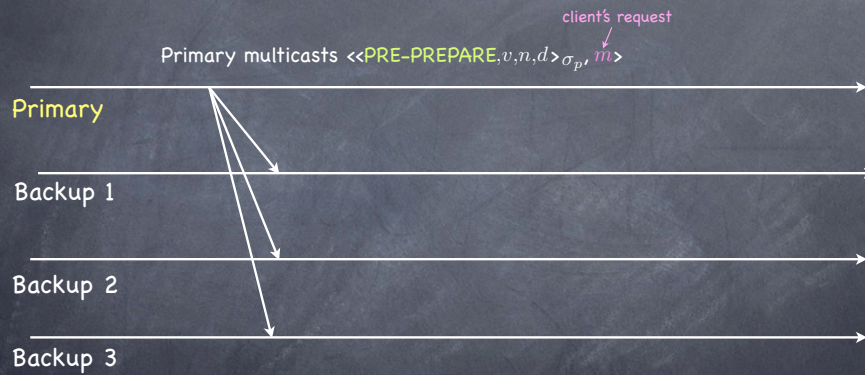 client's request
Primary multicasts <<PRE-PREPARE,v,n,d>σp, m>
Primary
Backup 1
Backup 2
Backup 3